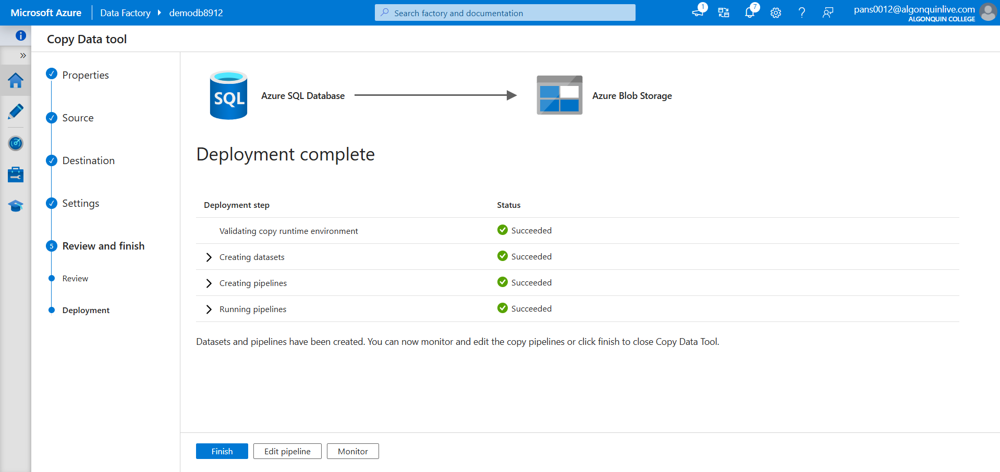 Microsoft Azure
Data Factory
demodb8912
Search factory and documentation
1
7
?
pans0012@algonquinlive.com
ALGONQUIN COLLEGE
Copy Data tool
Properties
Source
Destination
Settings
5
Review and finish
Review
Deployment
SQL
Azure SQL Database
Azure Blob Storage
Deployment complete
Deployment step
Status
Validating copy runtime environment
Succeeded
Creating datasets
Succeeded
Creating pipelines
Succeeded
Running pipelines
Succeeded
Datasets and pipelines have been created. You can now monitor and edit the copy pipelines or click finish to close Copy Data Tool.
Finish
Edit pipeline
Monitor